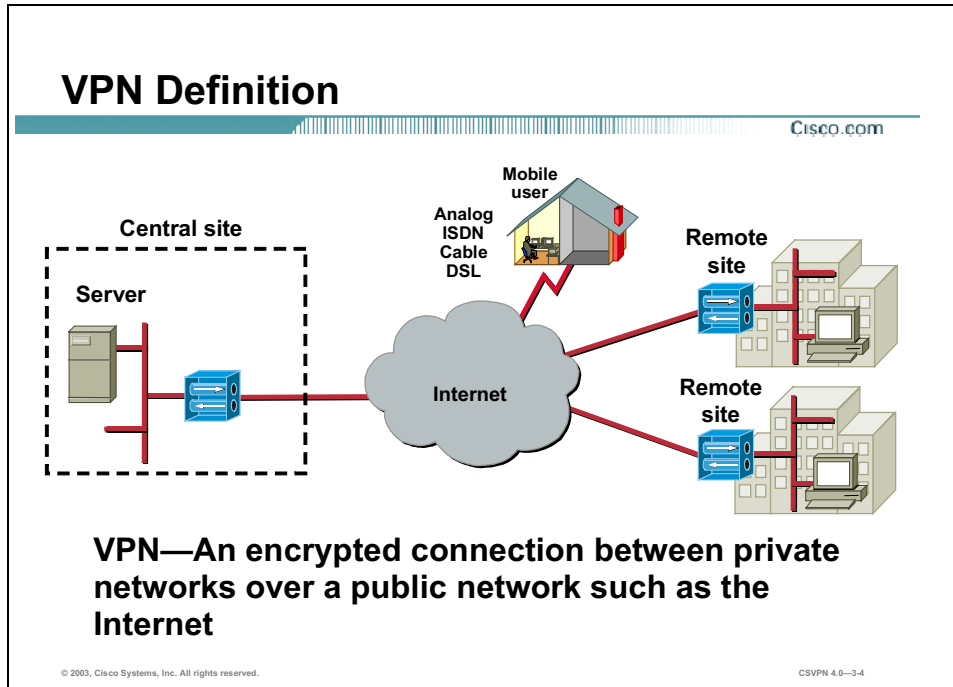 VPN Definition
Cisco.com
Mobile
user
Analog
ISDN
Cable
DSL
Central site
Server
Internet
Remote
site
Remote
site
VPN—An encrypted connection between private
networks over a public network such as the
Internet
© 2003, Cisco Systems, Inc. All rights reserved.
CSVPN 4.0—3-4